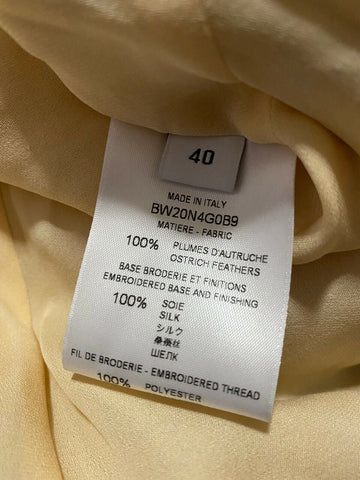 40
MADE IN ITALY
BW20N4G0B9
MATIERE - FABRIC
100% PLUMES D'AUTRUCHE
OSTRICH FEATHERS
BASE BRODERIE ET FINITIONS
EMBROIDERED BASE AND FINISHING
100% SOIE
SILK
シルク
桑蚕丝
ШЕЛК
FIL DE BRODERIE - EMBROIDERED THREAD
100% POLYESTER